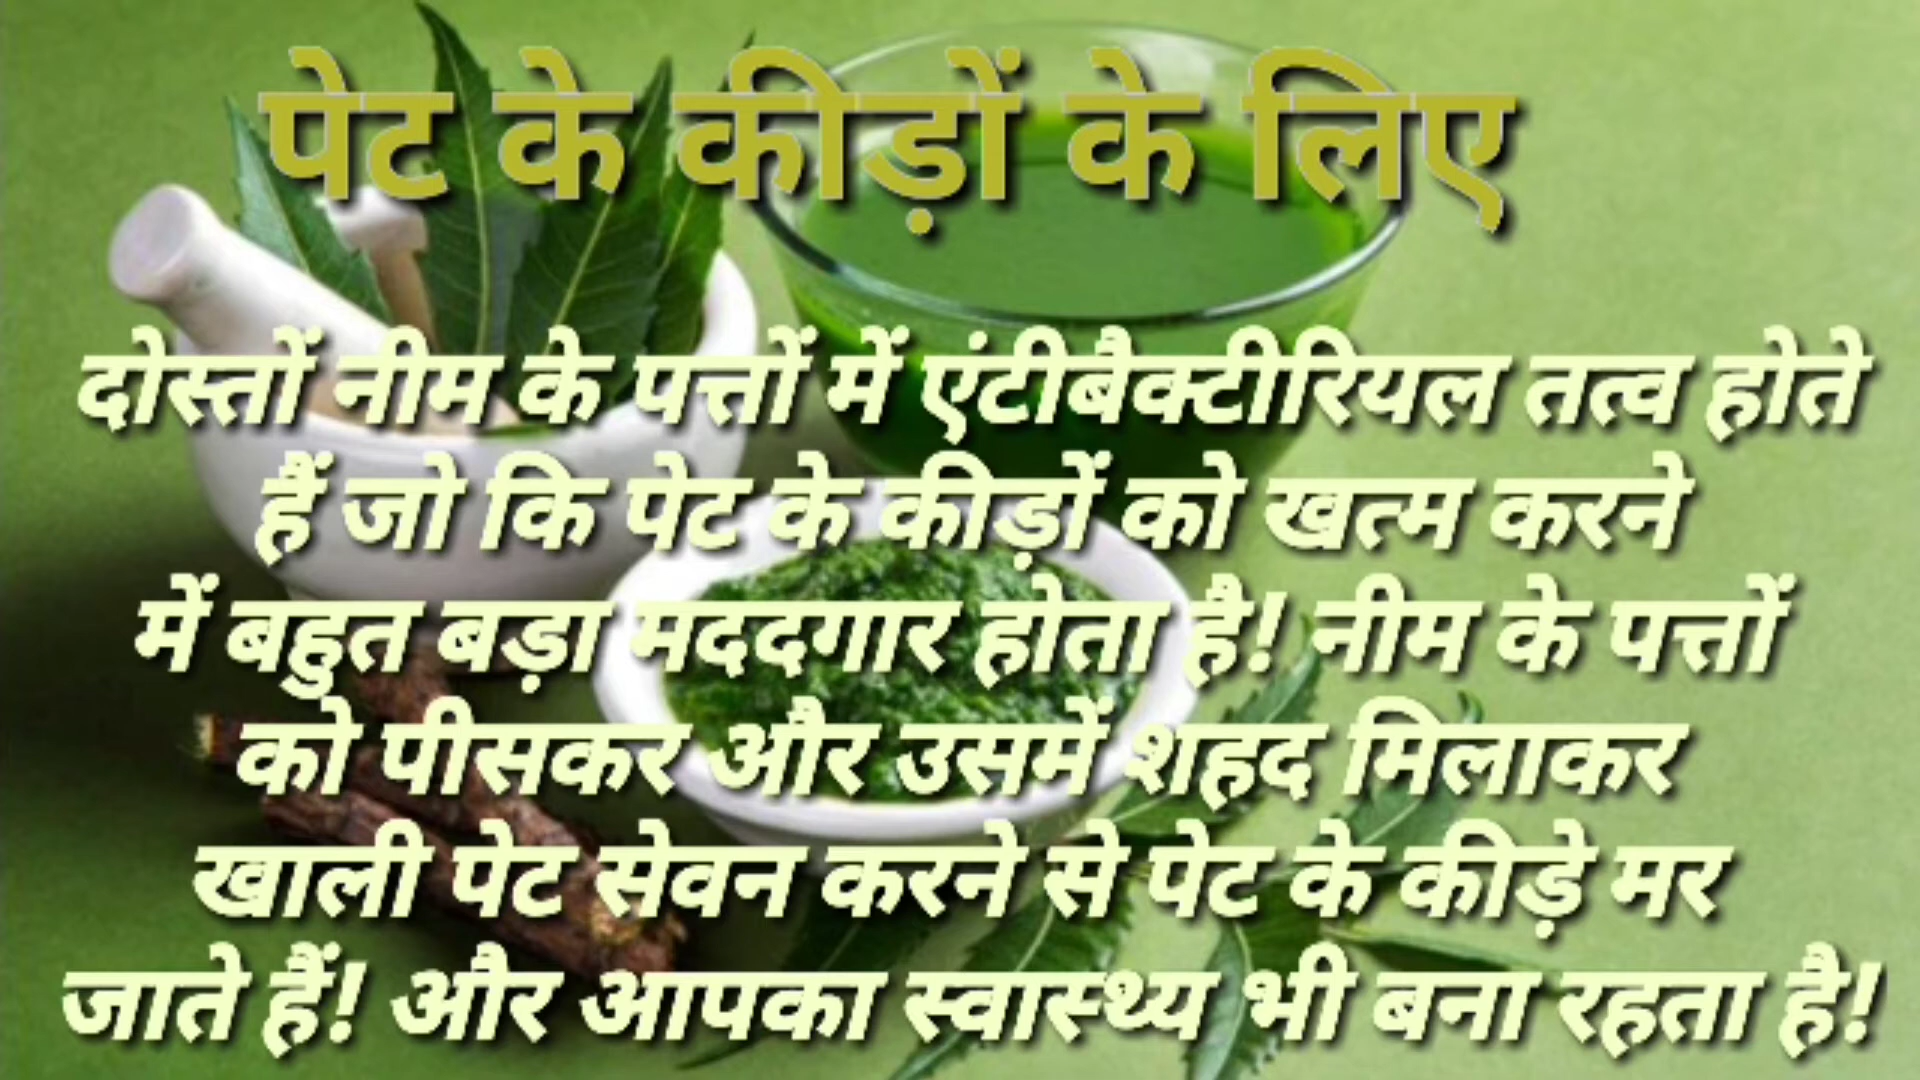 पेट के कीड़ों के लिए
दोस्तों नीम के पत्तों में एंटीबैक्टीरियल तत्व होते
हैं जो कि पेट के कीड़ों को खत्म करने
में बहुत बड़ा मददगार होता है! नीम के पत्तों
को पीसकर और उसमें शहद मिलाकर
खाली पेट सेवन करने से पेट के कीड़े मर
जाते हैं! और आपका स्वास्थ्य भी बना रहता है!